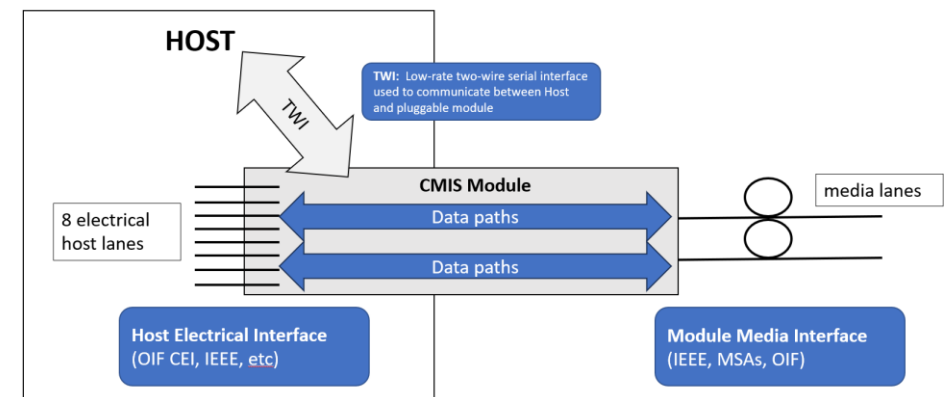 HOST
TWI: Low-rate two-wire serial interface
used to communicate between Host
and pluggable module
TWI
CMIS Module
media lanes
8 electrical
host lanes
Data paths
Data paths
Host Electrical Interface
(OIF CEI, IEEE, etc)
Module Media Interface
(IEEE, MSAs, OIF)